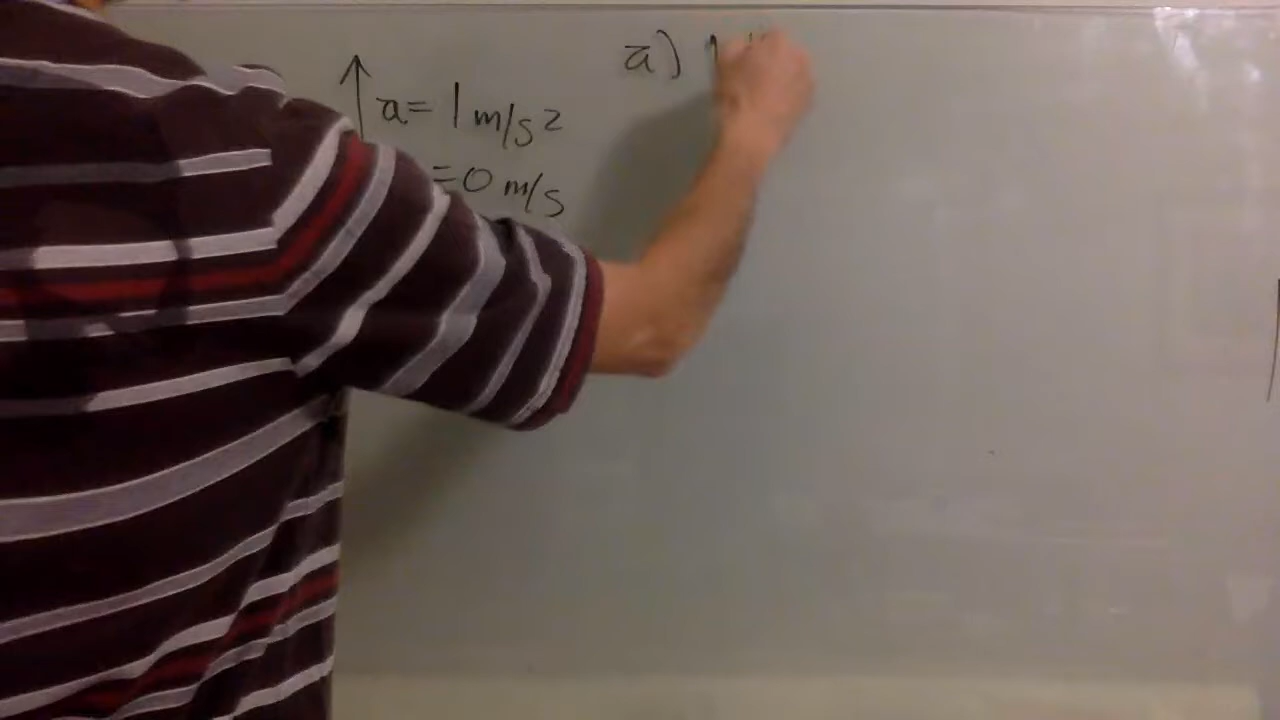 a = 1 m/s²
= 0 m/s
a)